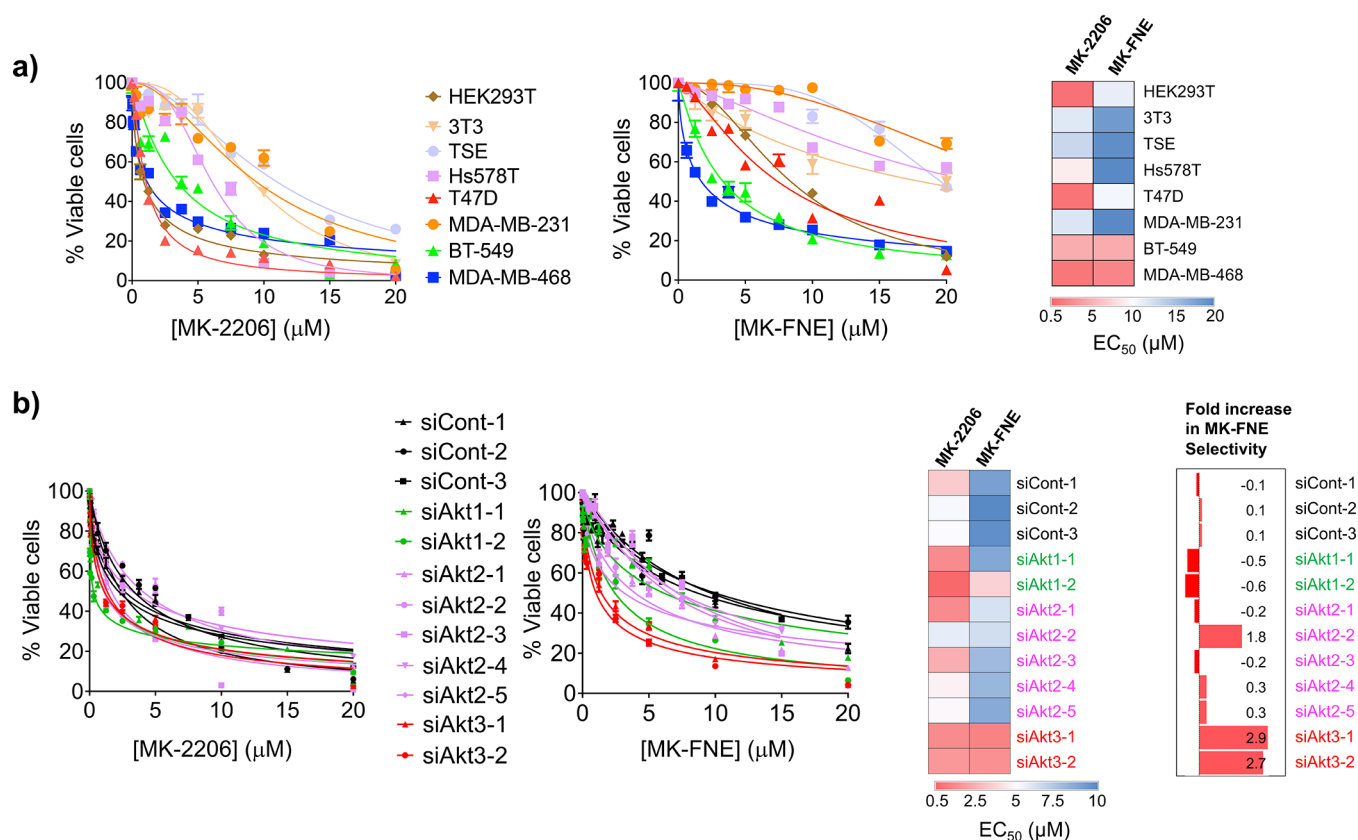 a)
% Viable cells
100
80
60
40
20
0
0
5
10
15
20
[MK-2206] (µM)
HEK293T
3T3
TSE
Hs578T
T47D
MDA-MB-231
BT-549
MDA-MB-468
% Viable cells
100
80
60
40
20
0
0
5
10
15
20
[MK-FNE] (µM)
MK-2206
MK-FNE
HEK293T
3T3
TSE
Hs578T
T47D
MDA-MB-231
BT-549
MDA-MB-468
0.5 5 10 20
EC50 (µM)
b)
% Viable cells
100
80
60
40
20
0
0
5
10
15
20
[MK-2206] (µM)
siCont-1
siCont-2
siCont-3
siAkt1-1
siAkt1-2
siAkt2-1
siAkt2-2
siAkt2-3
siAkt2-4
siAkt2-5
siAkt3-1
siAkt3-2
% Viable cells
100
80
60
40
20
0
0
5
10
15
20
[MK-FNE] (µM)
MK-2206
MK-FNE
siCont-1
siCont-2
siCont-3
siAkt1-1
siAkt1-2
siAkt2-1
siAkt2-2
siAkt2-3
siAkt2-4
siAkt2-5
siAkt3-1
siAkt3-2
0.5 2.5 5 7.5 10
EC50 (µM)
Fold increase
in MK-FNE
Selectivity
-0.1 siCont-1
0.1 siCont-2
0.1 siCont-3
-0.5 siAkt1-1
-0.6 siAkt1-2
-0.2 siAkt2-1
1.8 siAkt2-2
-0.2 siAkt2-3
0.3 siAkt2-4
0.3 siAkt2-5
2.9 siAkt3-1
2.7 siAkt3-2